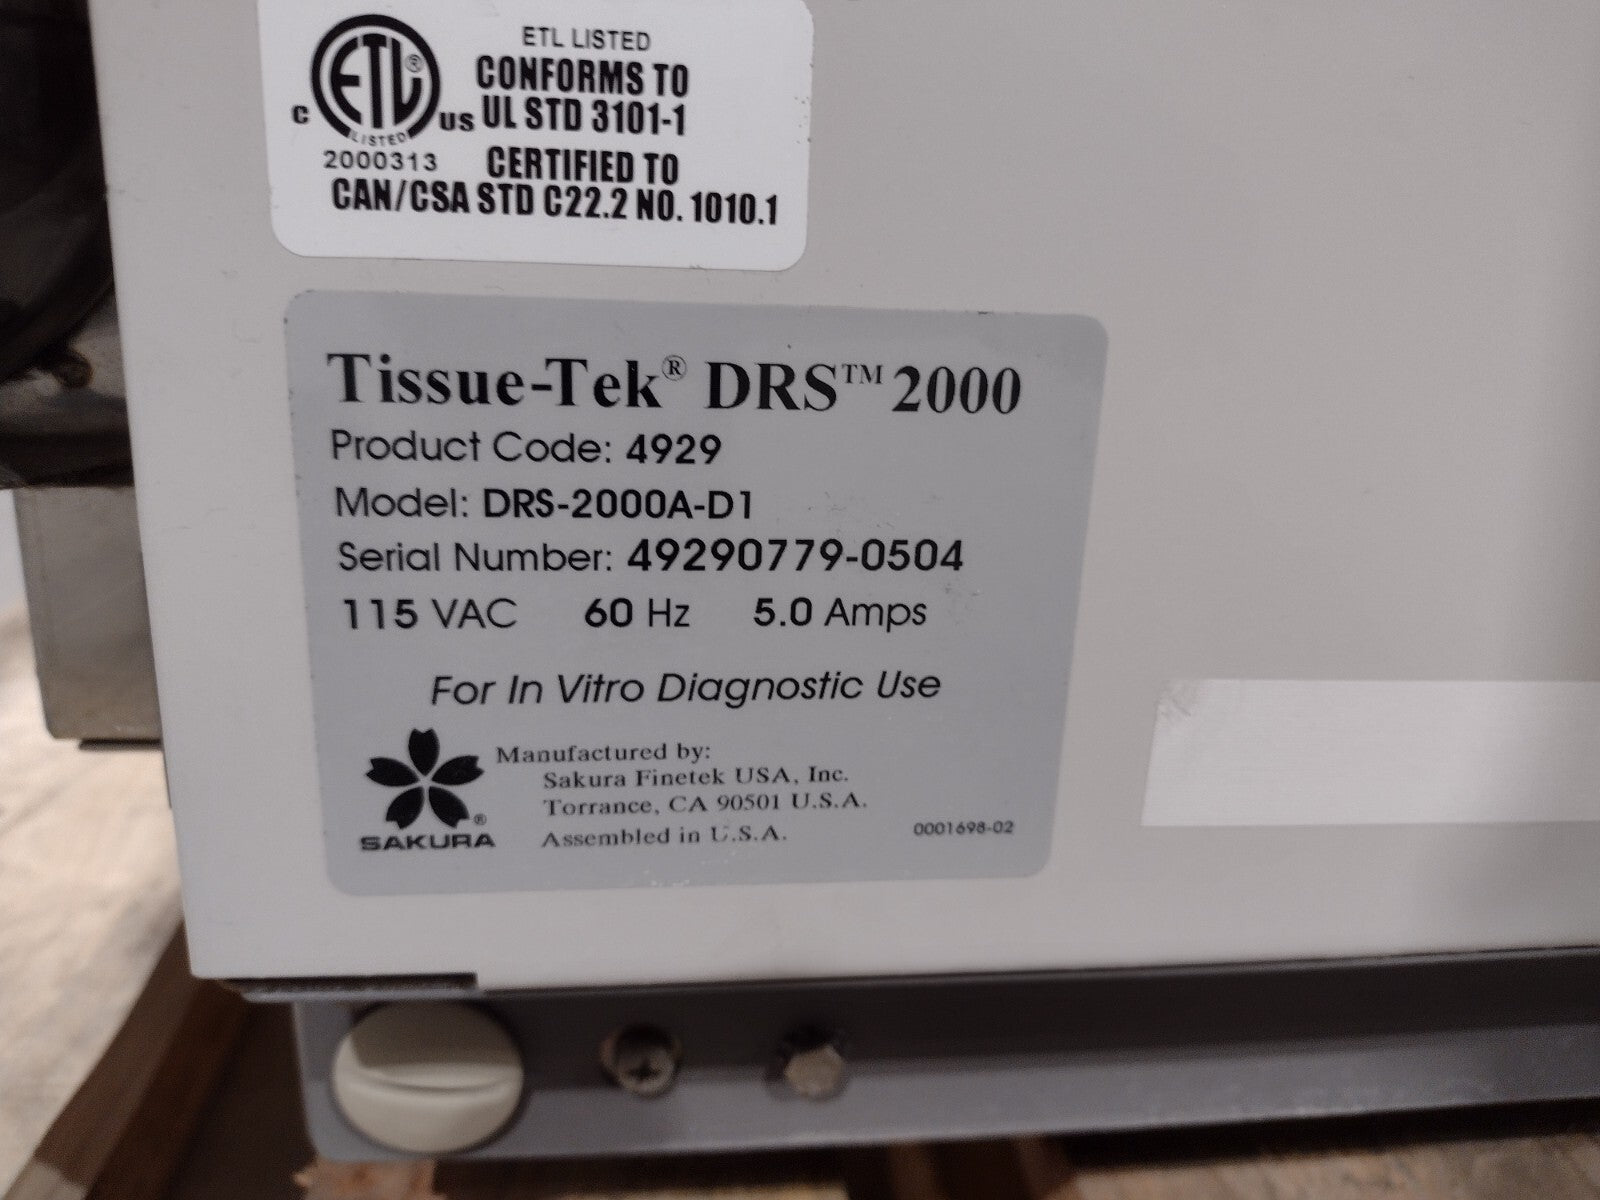 ETL LISTED
CONFORMS TO
UL STD 3101-1
C ETL® US
LISTED
2000313
CERTIFIED TO
CAN/CSA STD C22.2 NO. 1010.1
Tissue-Tek® DRS™ 2000
Product Code: 4929
Model: DRS-2000A-D1
Serial Number: 49290779-0504
115 VAC 60 Hz 5.0 Amps
For In Vitro Diagnostic Use
Manufactured by:
Sakura Finetek USA, Inc.
Torrance, CA 90501 U.S.A.
Assembled in U.S.A.
SAKURA®
0001698-02